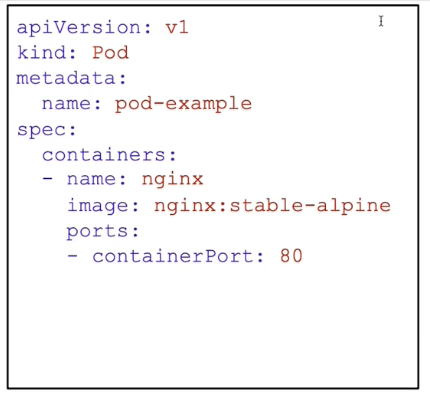 apiVersion: v1
kind: Pod
metadata:
  name: pod-example
spec:
  containers:
  - name: nginx
    image: nginx:stable-alpine
    ports:
    - containerPort: 80